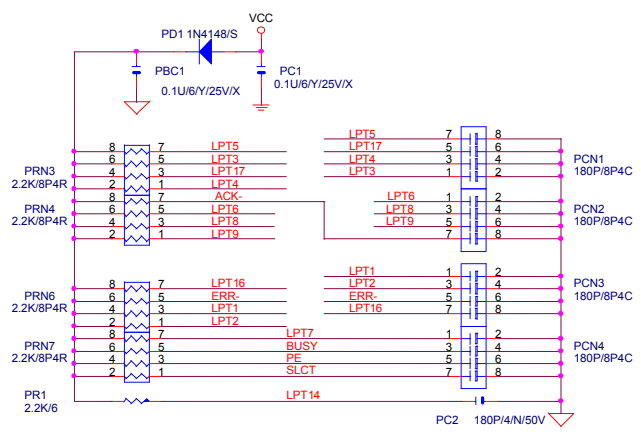 VCC
PD1 1N4148/S
PBC1
PC1
0.1U/6/Y/25V/X
0.1U/6/Y/25V/X
PRN3
2.2K/8P4R
8 7 LPT5
6 5 LPT3
4 3 LPT17
2 1 LPT4
PRN4
2.2K/8P4R
8 7 ACK-
6 5 LPT6
4 3 LPT8
2 1 LPT9
LPT5 7 8
LPT17 5 6
LPT4 3 4
LPT3 1 2
PCN1
180P/8P4C
LPT6 1 2
LPT8 3 4
LPT9 5 6
7 8
PCN2
180P/8P4C
PRN6
2.2K/8P4R
8 7 LPT16
6 5 ERR-
4 3 LPT1
2 1 LPT2
LPT1 1 2
LPT2 3 4
ERR- 5 6
LPT16 7 8
PCN3
180P/8P4C
PRN7
2.2K/8P4R
8 7 LPT7 1 2
6 5 BUSY 3 4
4 3 PE 5 6
2 1 SLCT 7 8
PCN4
180P/8P4C
PR1
2.2K/6
LPT14
PC2 180P/4/N/50V